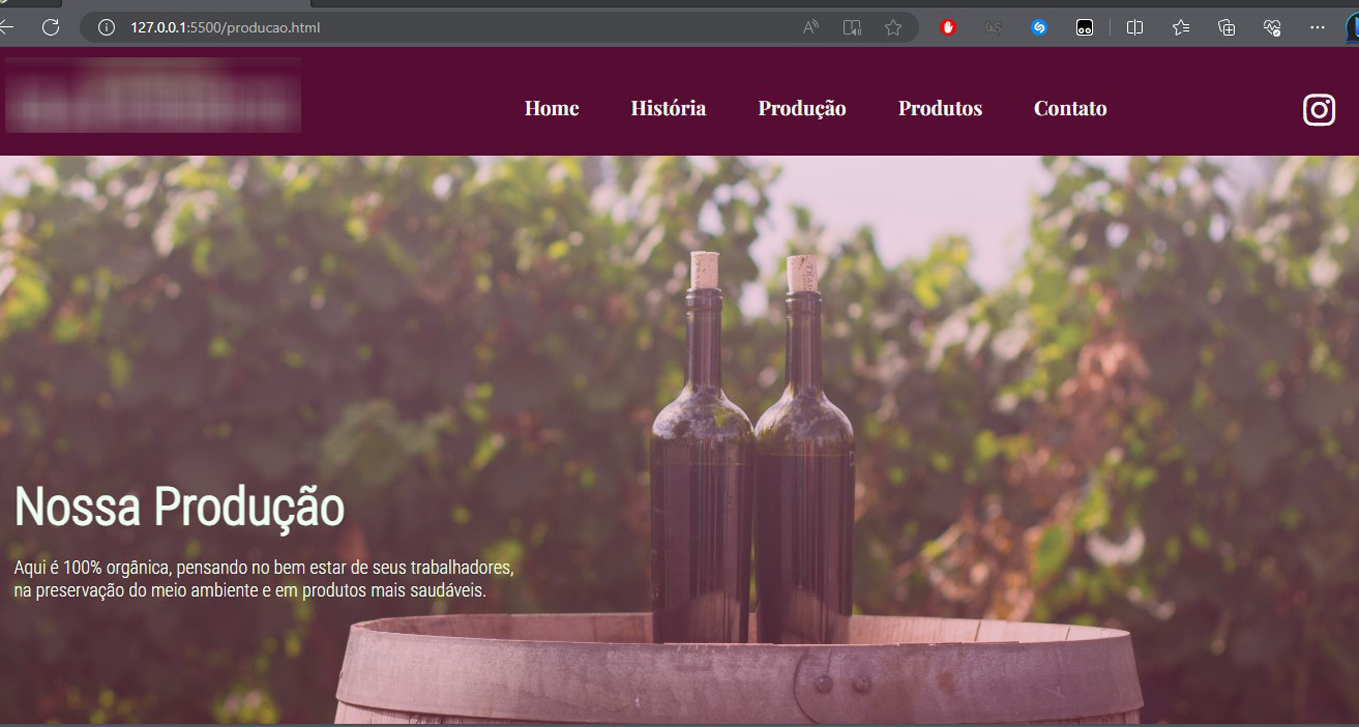 127.0.0.1:5500/producao.html
Home História Produção Produtos Contato
Nossa Produção
Aqui é 100% orgânica, pensando no bem estar de seus trabalhadores,
na preservação do meio ambiente e em produtos mais saudáveis.